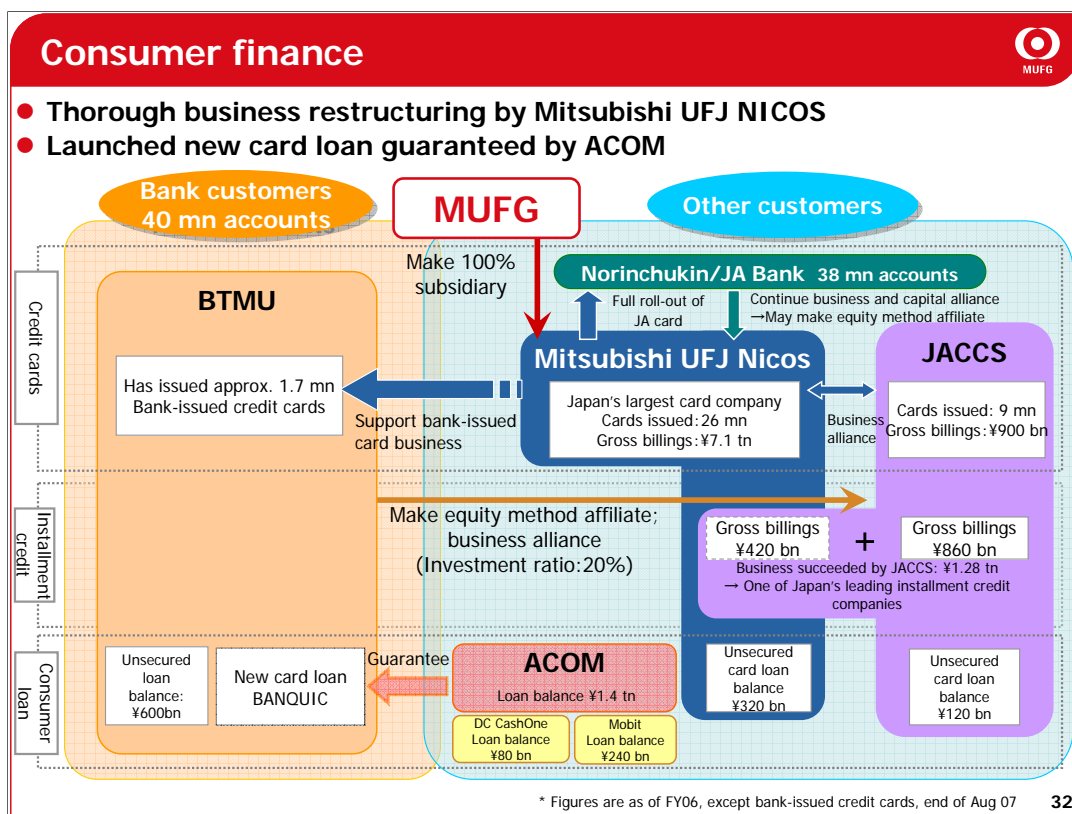 Consumer finance
MUFG
● Thorough business restructuring by Mitsubishi UFJ NICOS
● Launched new card loan guaranteed by ACOM
Bank customers
40 mn accounts
MUFG
Other customers
Credit cards
BTMU
Has issued approx. 1.7 mn
Bank-issued credit cards
Make 100%
subsidiary
Norinchukin/JA Bank 38 mn accounts
Full roll-out of
JA card
Continue business and capital alliance
→May make equity method affiliate
Mitsubishi UFJ Nicos
Japan's largest card company
Cards issued:26 mn
Gross billings:¥7.1 tn
Support bank-issued
card business
Business
alliance
JACCS
Cards issued: 9 mn
Gross billings:¥900 bn
Installment
credit
Make equity method affiliate;
business alliance
(Investment ratio:20%)
Gross billings
¥420 bn
+
Gross billings
¥860 bn
Business succeeded by JACCS: ¥1.28 tn
→ One of Japan's leading installment credit
companies
Consumer
loan
Unsecured
loan
balance:
¥600bn
New card loan
BANQUIC
Guarantee
ACOM
Loan balance ¥1.4 tn
DC CashOne
Loan balance
¥80 bn
Mobit
Loan balance
¥240 bn
Unsecured
card loan
balance
¥320 bn
Unsecured
card loan
balance
¥120 bn
* Figures are as of FY06, except bank-issued credit cards, end of Aug 07
32